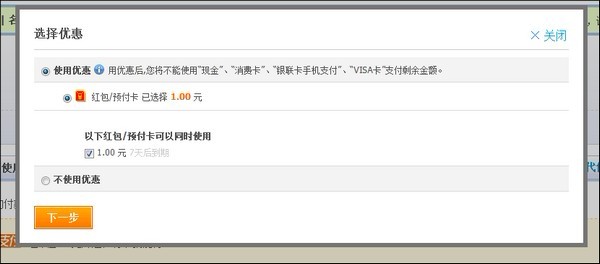 选择优惠
× 关闭
使用优惠 用优惠后,您将不能使用"现金"、"消费卡"、"银联卡手机支付"、"VISA卡"支付剩余金额。
红包/预付卡 已选择 1.00 元
以下红包/预付卡可以同时使用
1.00 元 7天后到期
不使用优惠
下一步